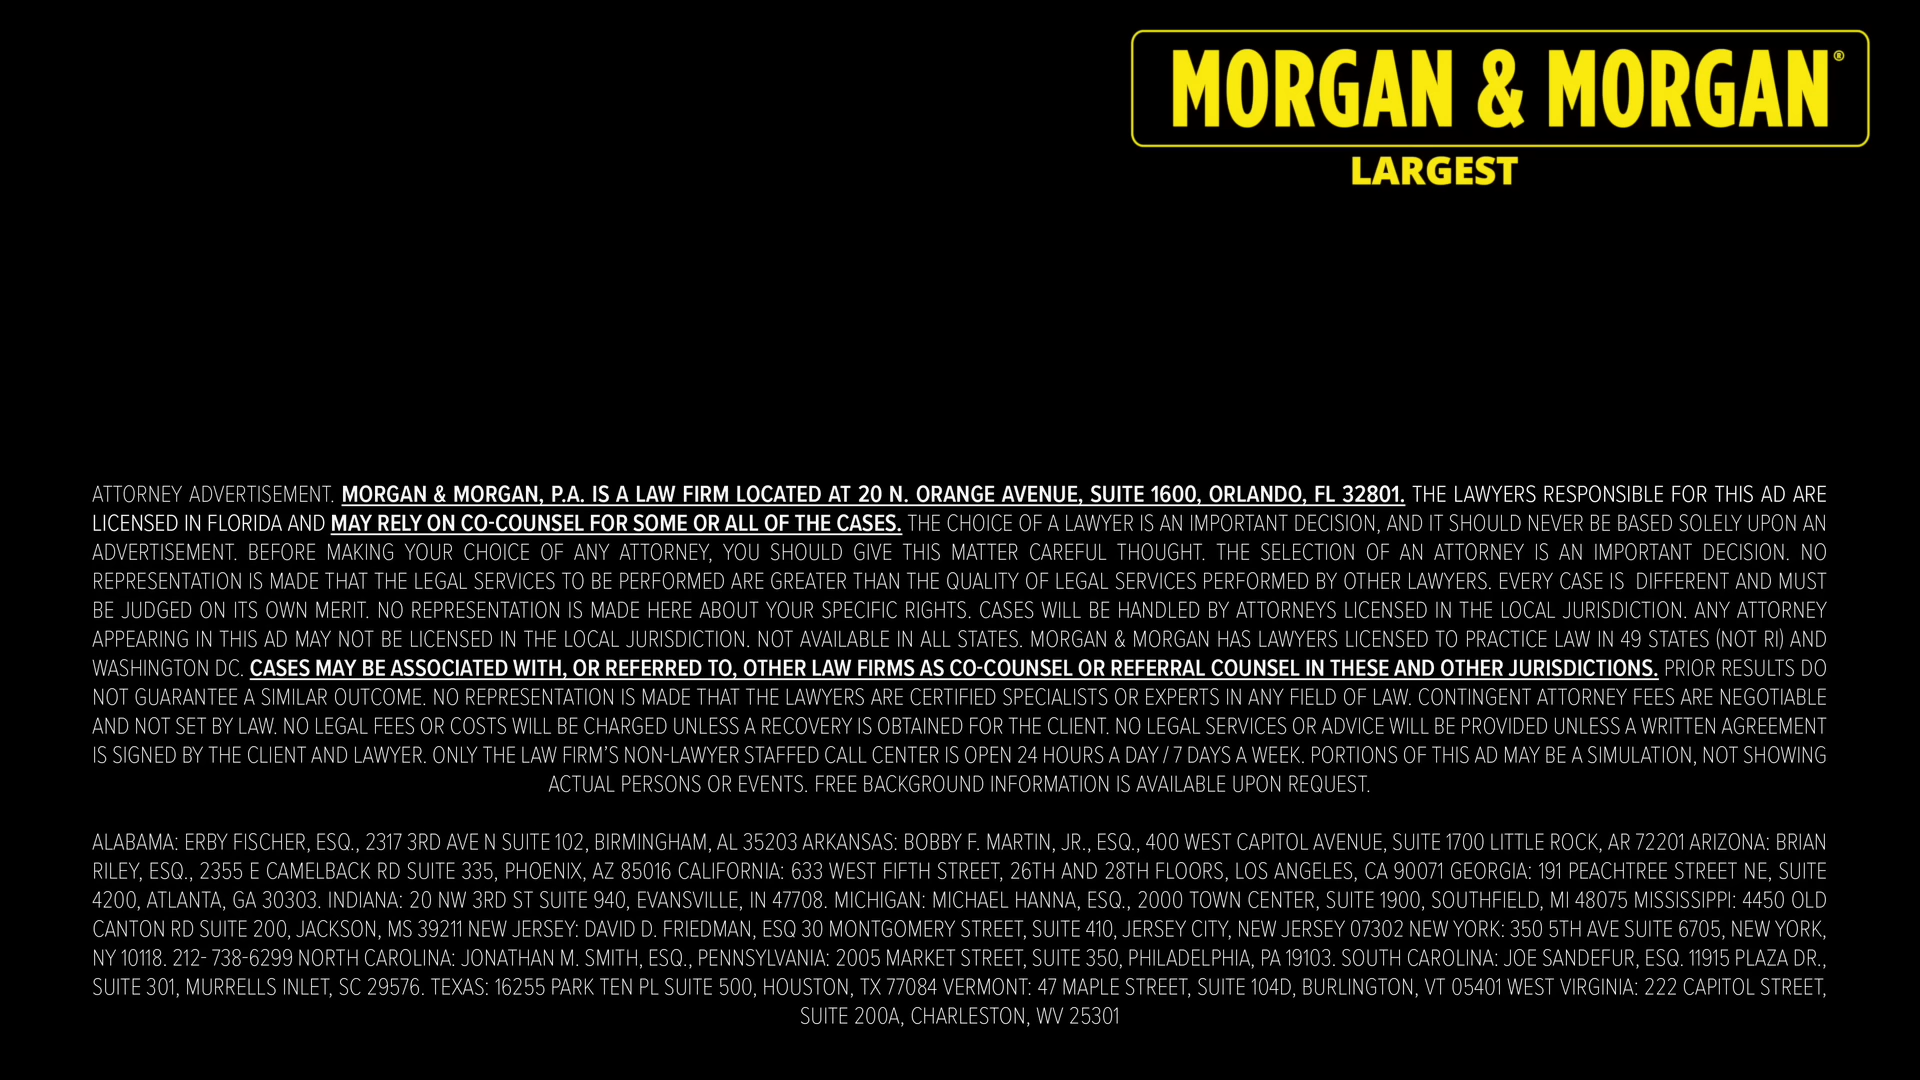 MORGAN & MORGAN®
LARGEST
ATTORNEY ADVERTISEMENT. MORGAN & MORGAN, P.A. IS A LAW FIRM LOCATED AT 20 N. ORANGE AVENUE, SUITE 1600, ORLANDO, FL 32801. THE LAWYERS RESPONSIBLE FOR THIS AD ARE
LICENSED IN FLORIDA AND MAY RELY ON CO-COUNSEL FOR SOME OR ALL OF THE CASES. THE CHOICE OF A LAWYER IS AN IMPORTANT DECISION, AND IT SHOULD NEVER BE BASED SOLELY UPON AN
ADVERTISEMENT. BEFORE MAKING YOUR CHOICE OF ANY ATTORNEY, YOU SHOULD GIVE THIS MATTER CAREFUL THOUGHT. THE SELECTION OF AN ATTORNEY IS AN IMPORTANT DECISION. NO
REPRESENTATION IS MADE THAT THE LEGAL SERVICES TO BE PERFORMED ARE GREATER THAN THE QUALITY OF LEGAL SERVICES PERFORMED BY OTHER LAWYERS. EVERY CASE IS DIFFERENT AND MUST
BE JUDGED ON ITS OWN MERIT. NO REPRESENTATION IS MADE HERE ABOUT YOUR SPECIFIC RIGHTS. CASES WILL BE HANDLED BY ATTORNEYS LICENSED IN THE LOCAL JURISDICTION. ANY ATTORNEY
APPEARING IN THIS AD MAY NOT BE LICENSED IN THE LOCAL JURISDICTION. NOT AVAILABLE IN ALL STATES. MORGAN & MORGAN HAS LAWYERS LICENSED TO PRACTICE LAW IN 49 STATES (NOT RI) AND
WASHINGTON DC. CASES MAY BE ASSOCIATED WITH, OR REFERRED TO, OTHER LAW FIRMS AS CO-COUNSEL OR REFERRAL COUNSEL IN THESE AND OTHER JURISDICTIONS. PRIOR RESULTS DO
NOT GUARANTEE A SIMILAR OUTCOME. NO REPRESENTATION IS MADE THAT THE LAWYERS ARE CERTIFIED SPECIALISTS OR EXPERTS IN ANY FIELD OF LAW. CONTINGENT ATTORNEY FEES ARE NEGOTIABLE
AND NOT SET BY LAW. NO LEGAL FEES OR COSTS WILL BE CHARGED UNLESS A RECOVERY IS OBTAINED FOR THE CLIENT. NO LEGAL SERVICES OR ADVICE WILL BE PROVIDED UNLESS A WRITTEN AGREEMENT
IS SIGNED BY THE CLIENT AND LAWYER. ONLY THE LAW FIRM'S NON-LAWYER STAFFED CALL CENTER IS OPEN 24 HOURS A DAY / 7 DAYS A WEEK. PORTIONS OF THIS AD MAY BE A SIMULATION, NOT SHOWING
ACTUAL PERSONS OR EVENTS. FREE BACKGROUND INFORMATION IS AVAILABLE UPON REQUEST.
ALABAMA: ERBY FISCHER, ESQ., 2317 3RD AVE N SUITE 102, BIRMINGHAM, AL 35203 ARKANSAS: BOBBY F. MARTIN, JR., ESQ., 400 WEST CAPITOL AVENUE, SUITE 1700 LITTLE ROCK, AR 72201 ARIZONA: BRIAN
RILEY, ESQ., 2355 E CAMELBACK RD SUITE 335, PHOENIX, AZ 85016 CALIFORNIA: 633 WEST FIFTH STREET, 26TH AND 28TH FLOORS, LOS ANGELES, CA 90071 GEORGIA: 191 PEACHTREE STREET NE, SUITE
4200, ATLANTA, GA 30303. INDIANA: 20 NW 3RD ST SUITE 940, EVANSVILLE, IN 47708. MICHIGAN: MICHAEL HANNA, ESQ., 2000 TOWN CENTER, SUITE 1900, SOUTHFIELD, MI 48075 MISSISSIPPI: 4450 OLD
CANTON RD SUITE 200, JACKSON, MS 39211 NEW JERSEY: DAVID D. FRIEDMAN, ESQ 30 MONTGOMERY STREET, SUITE 410, JERSEY CITY, NEW JERSEY 07302 NEW YORK: 350 5TH AVE SUITE 6705, NEW YORK,
NY 10118. 212- 738-6299 NORTH CAROLINA: JONATHAN M. SMITH, ESQ., PENNSYLVANIA: 2005 MARKET STREET, SUITE 350, PHILADELPHIA, PA 19103. SOUTH CAROLINA: JOE SANDEFUR, ESQ. 11915 PLAZA DR.,
SUITE 301, MURRELLS INLET, SC 29576. TEXAS: 16255 PARK TEN PL SUITE 500, HOUSTON, TX 77084 VERMONT: 47 MAPLE STREET, SUITE 104D, BURLINGTON, VT 05401 WEST VIRGINIA: 222 CAPITOL STREET,
SUITE 200A, CHARLESTON, WV 25301